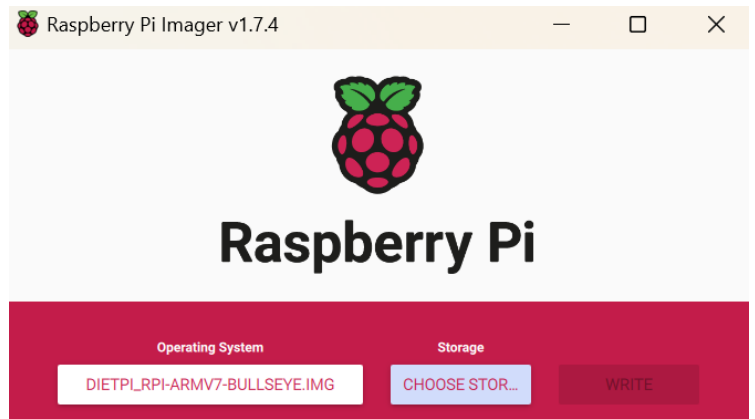 Raspberry Pi Imager v1.7.4
Raspberry Pi
Operating System
Storage
DIETPI_RPI-ARMV7-BULLSEYE.IMG
CHOOSE STOR...
WRITE